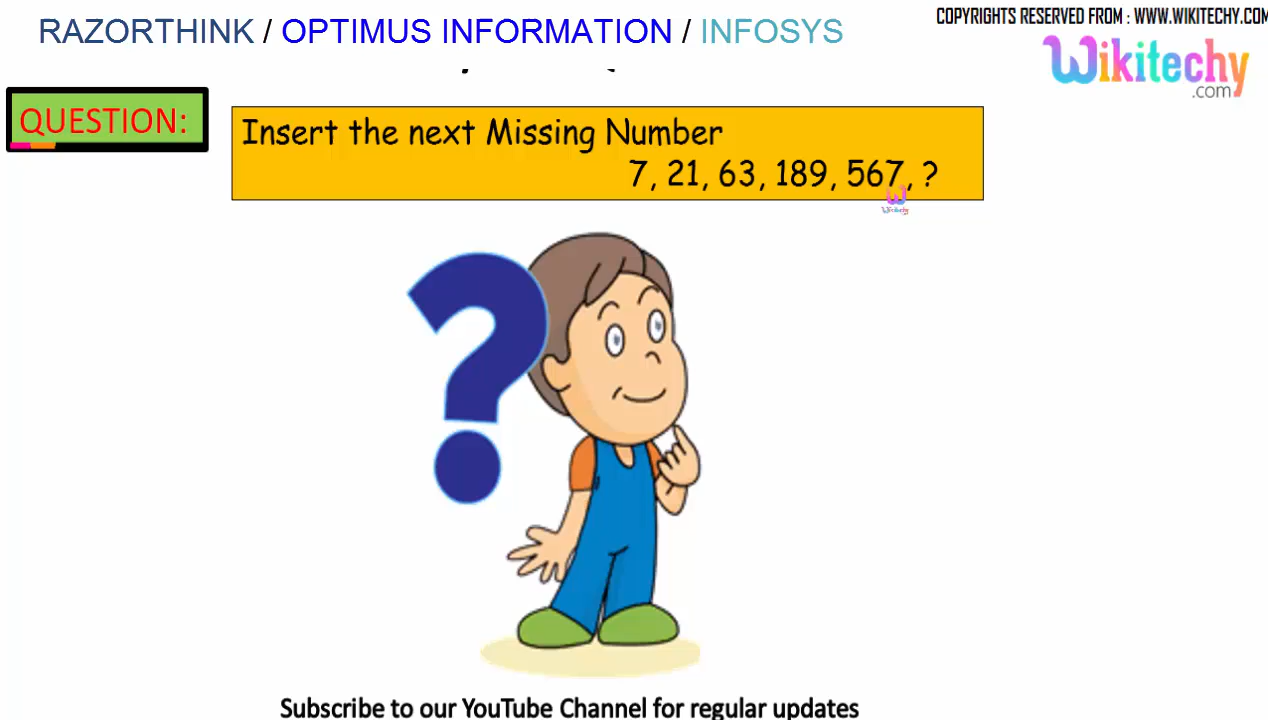 COPYRIGHTS RESERVED FROM : WWW.WIKITECHY.COM
RAZORTHINK / OPTIMUS INFORMATION / INFOSYS
Wikitechy
.com
QUESTION:
Insert the next Missing Number
7, 21, 63, 189, 567, ?
W
Wikitechy
?
Subscribe to our YouTube Channel for regular updates